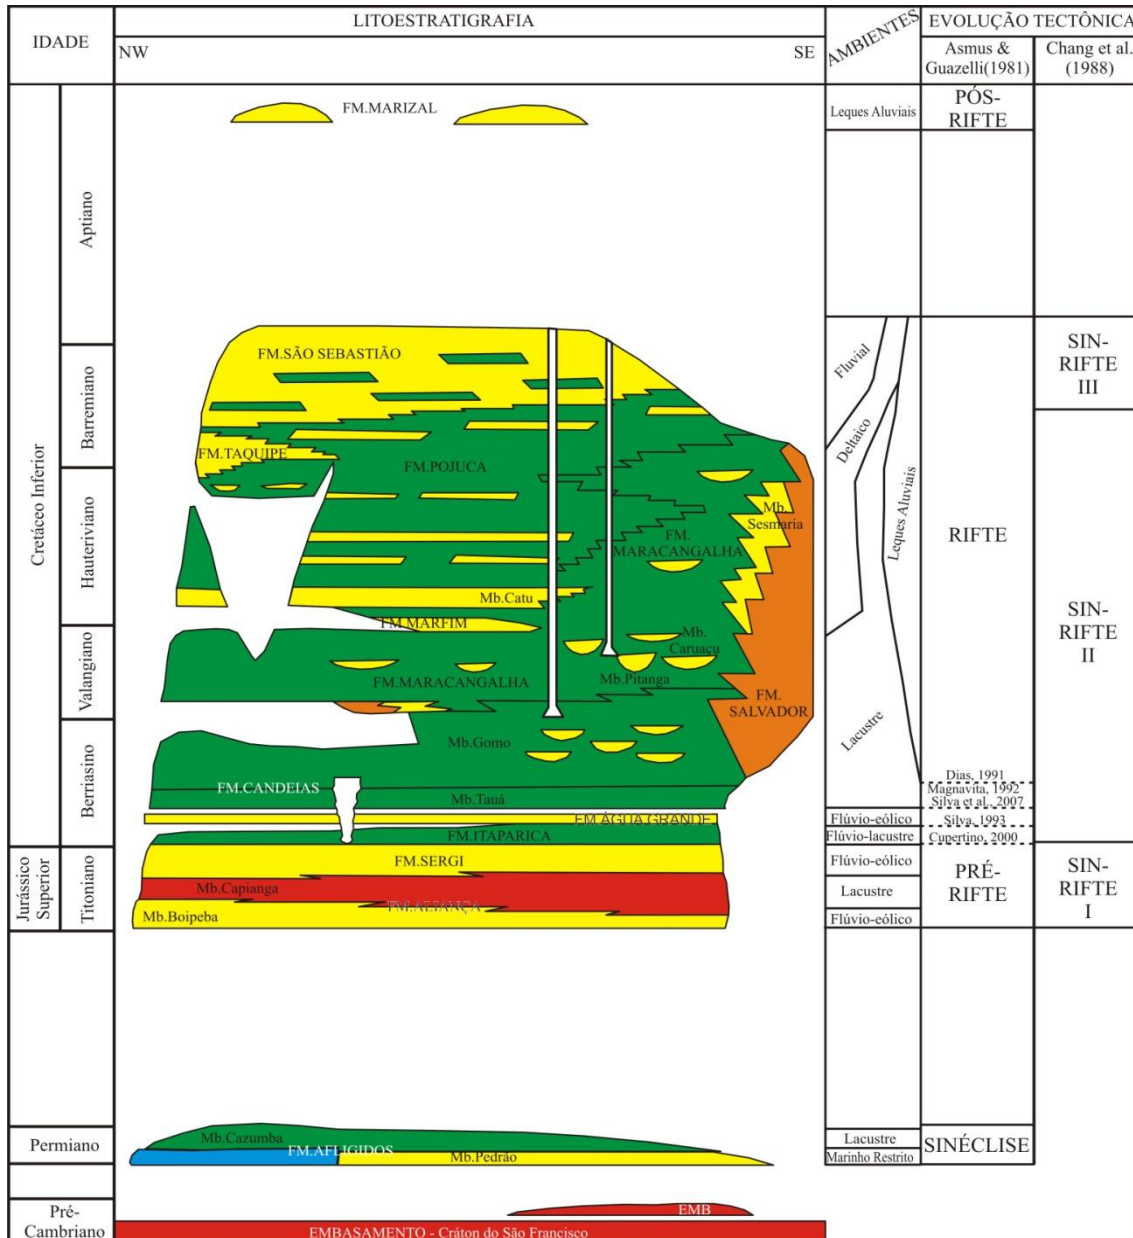 IDADE
LITOESTRATIGRAFIA
NW
SE
AMBIENTES
EVOLUÇÃO TECTÔNICA
Asmus &
Guazelli(1981)
Chang et al.
(1988)
Cretáceo Inferior
Aptiano
Barremiano
Hauteriviano
Valangiano
Berriasino
Jurássico
Superior
Titoniano
Permiano
Pré-
Cambriano
FM.MARIZAL
FM.SÃO SEBASTIÃO
FM.TAQUIPE
FM.POJUCA
Mb.
Sesmaria
FM.
MARACANGALHA
Mb.Catu
FM.MARFIM
Mb.
Caruaçu
FM.MARACANGALHA
Mb.Pitanga
FM.
SALVADOR
Mb.Gomo
FM.CANDEIAS
Mb.Tauá
FM.ÁGUA GRANDE
FM.ITAPARICA
FM.SERGI
Mb.Capianga
FM.ALIANÇA
Mb.Boipeba
Mb.Cazumba
FM.AFLIGIDOS
Mb.Pedrão
EMB
EMBASAMENTO - Cráton do São Francisco
Leques Aluviais
Fluvial
Deltaico
Leques Aluviais
Lacustre
Flúvio-eólico
Flúvio-lacustre
Flúvio-eólico
Lacustre
Flúvio-eólico
Lacustre
Marinho Restrito
PÓS-
RIFTE
RIFTE
Dias, 1991
Magnavita, 1992
Silva et al., 2007
Silva, 1993
Cupertino, 2000
PRÉ-
RIFTE
SINÉCLISE
SIN-
RIFTE
III
SIN-
RIFTE
II
SIN-
RIFTE
I